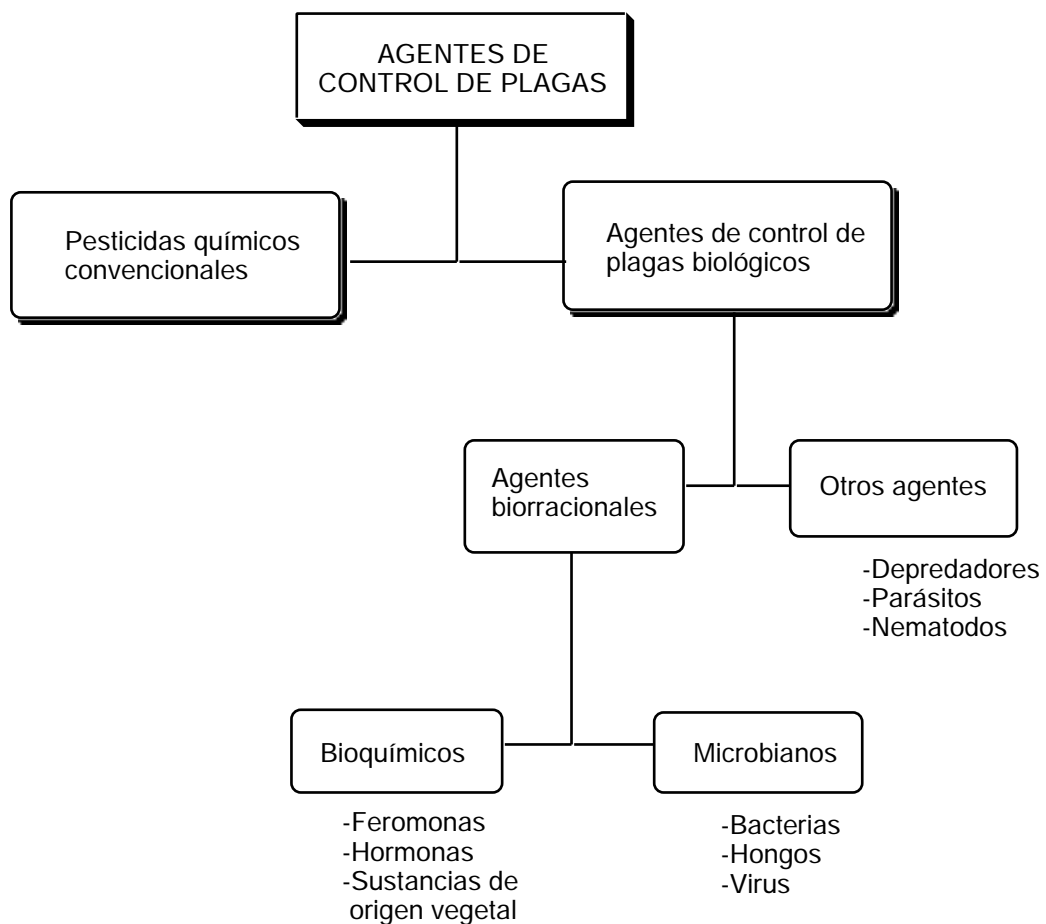 AGENTES DE
CONTROL DE PLAGAS
Pesticidas químicos
convencionales
Agentes de control de
plagas biológicos
Agentes
biorracionales
Otros agentes
-Depredadores
-Parásitos
-Nematodos
Bioquímicos
Microbianos
-Feromonas
-Hormonas
-Sustancias de
origen vegetal
-Bacterias
-Hongos
-Virus